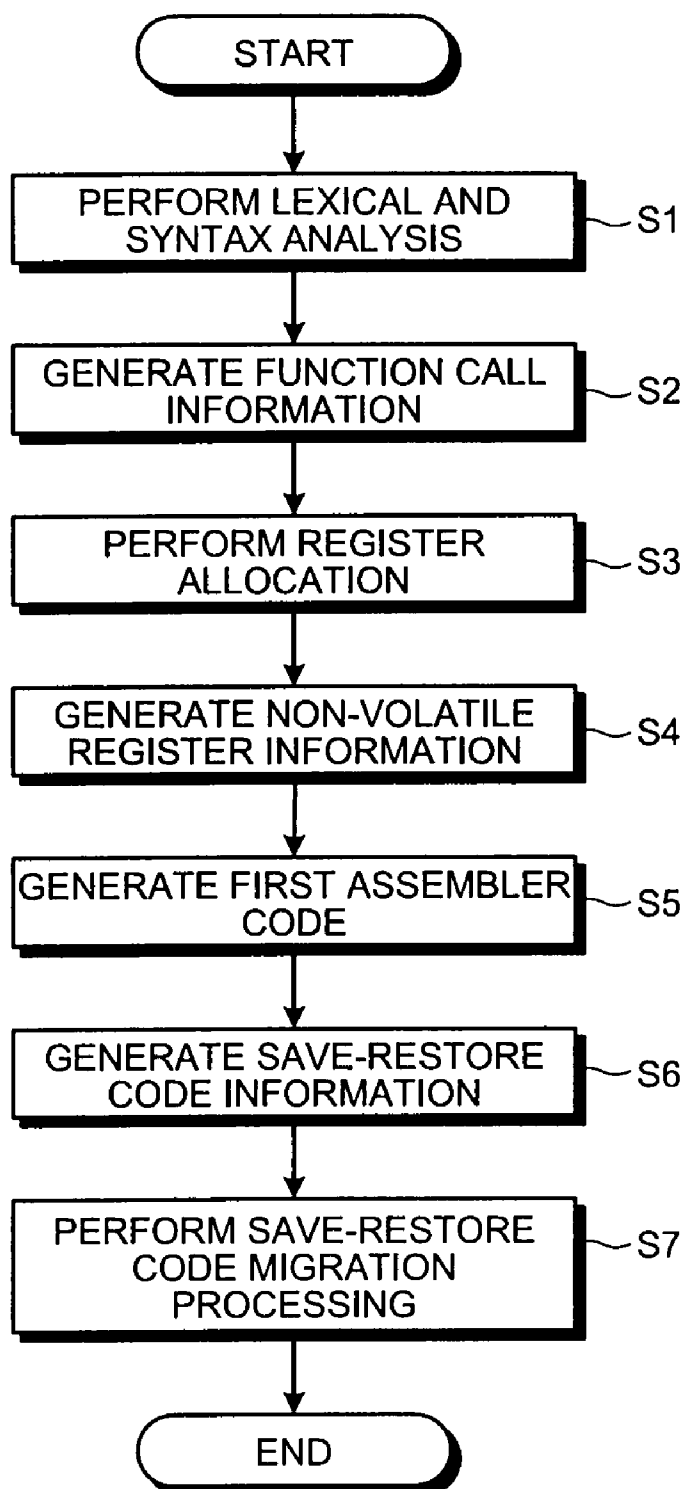 START
PERFORM LEXICAL AND
SYNTAX ANALYSIS
S1
GENERATE FUNCTION CALL
INFORMATION
S2
PERFORM REGISTER
ALLOCATION
S3
GENERATE NON-VOLATILE
REGISTER INFORMATION
S4
GENERATE FIRST ASSEMBLER
CODE
S5
GENERATE SAVE-RESTORE
CODE INFORMATION
S6
PERFORM SAVE-RESTORE
CODE MIGRATION
PROCESSING
S7
END